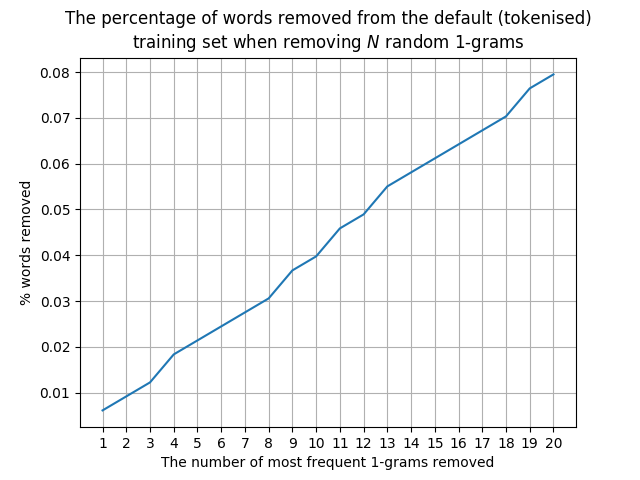 The percentage of words removed from the default (tokenised)
training set when removing N random 1-grams
% words removed
0.08
0.07
0.06
0.05
0.04
0.03
0.02
0.01
1 2 3 4 5 6 7 8 9 10 11 12 13 14 15 16 17 18 19 20
The number of most frequent 1-grams removed